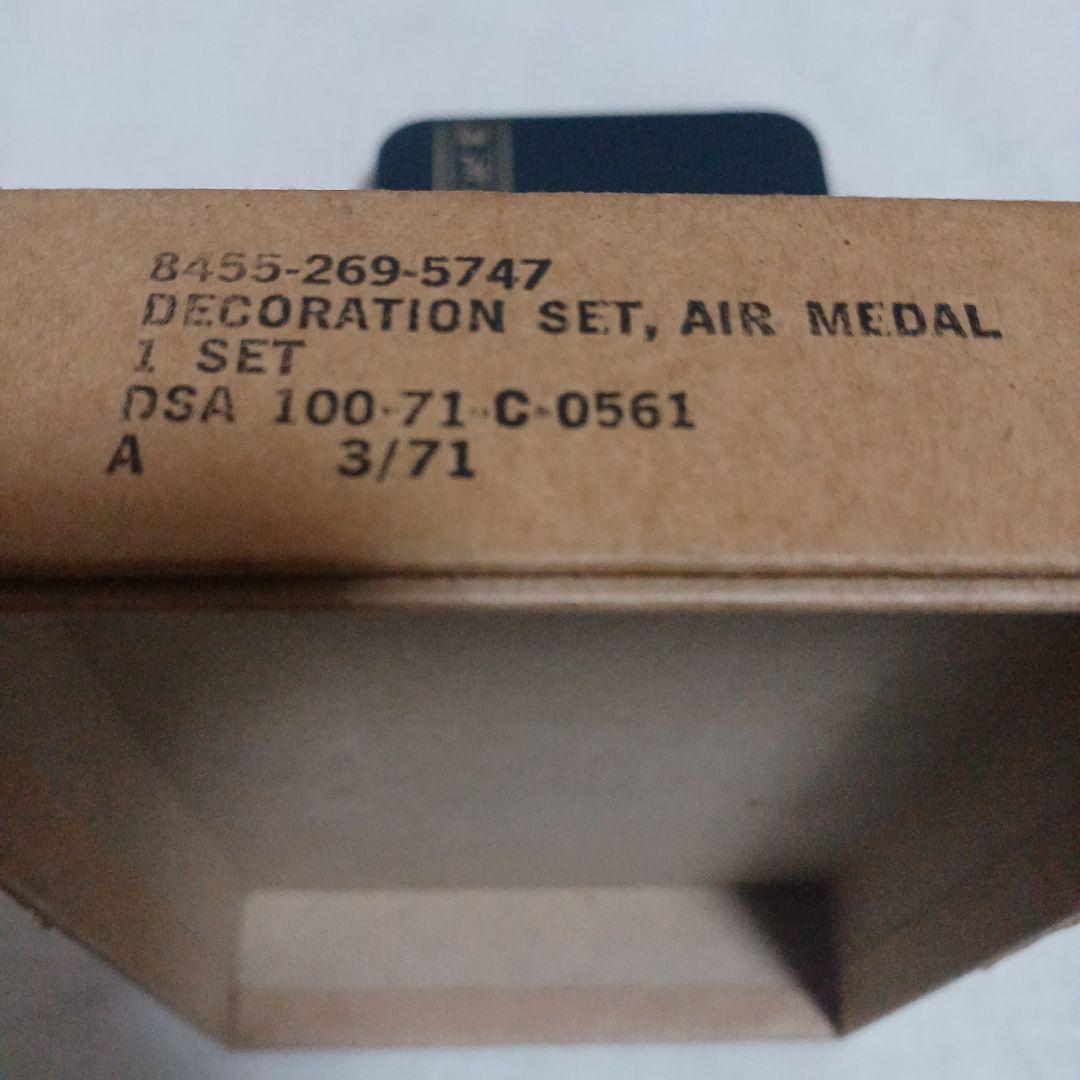 8455-269-5747
DECORATION SET, AIR MEDAL
1 SET
DSA 100-71-C-0561
A 3/71